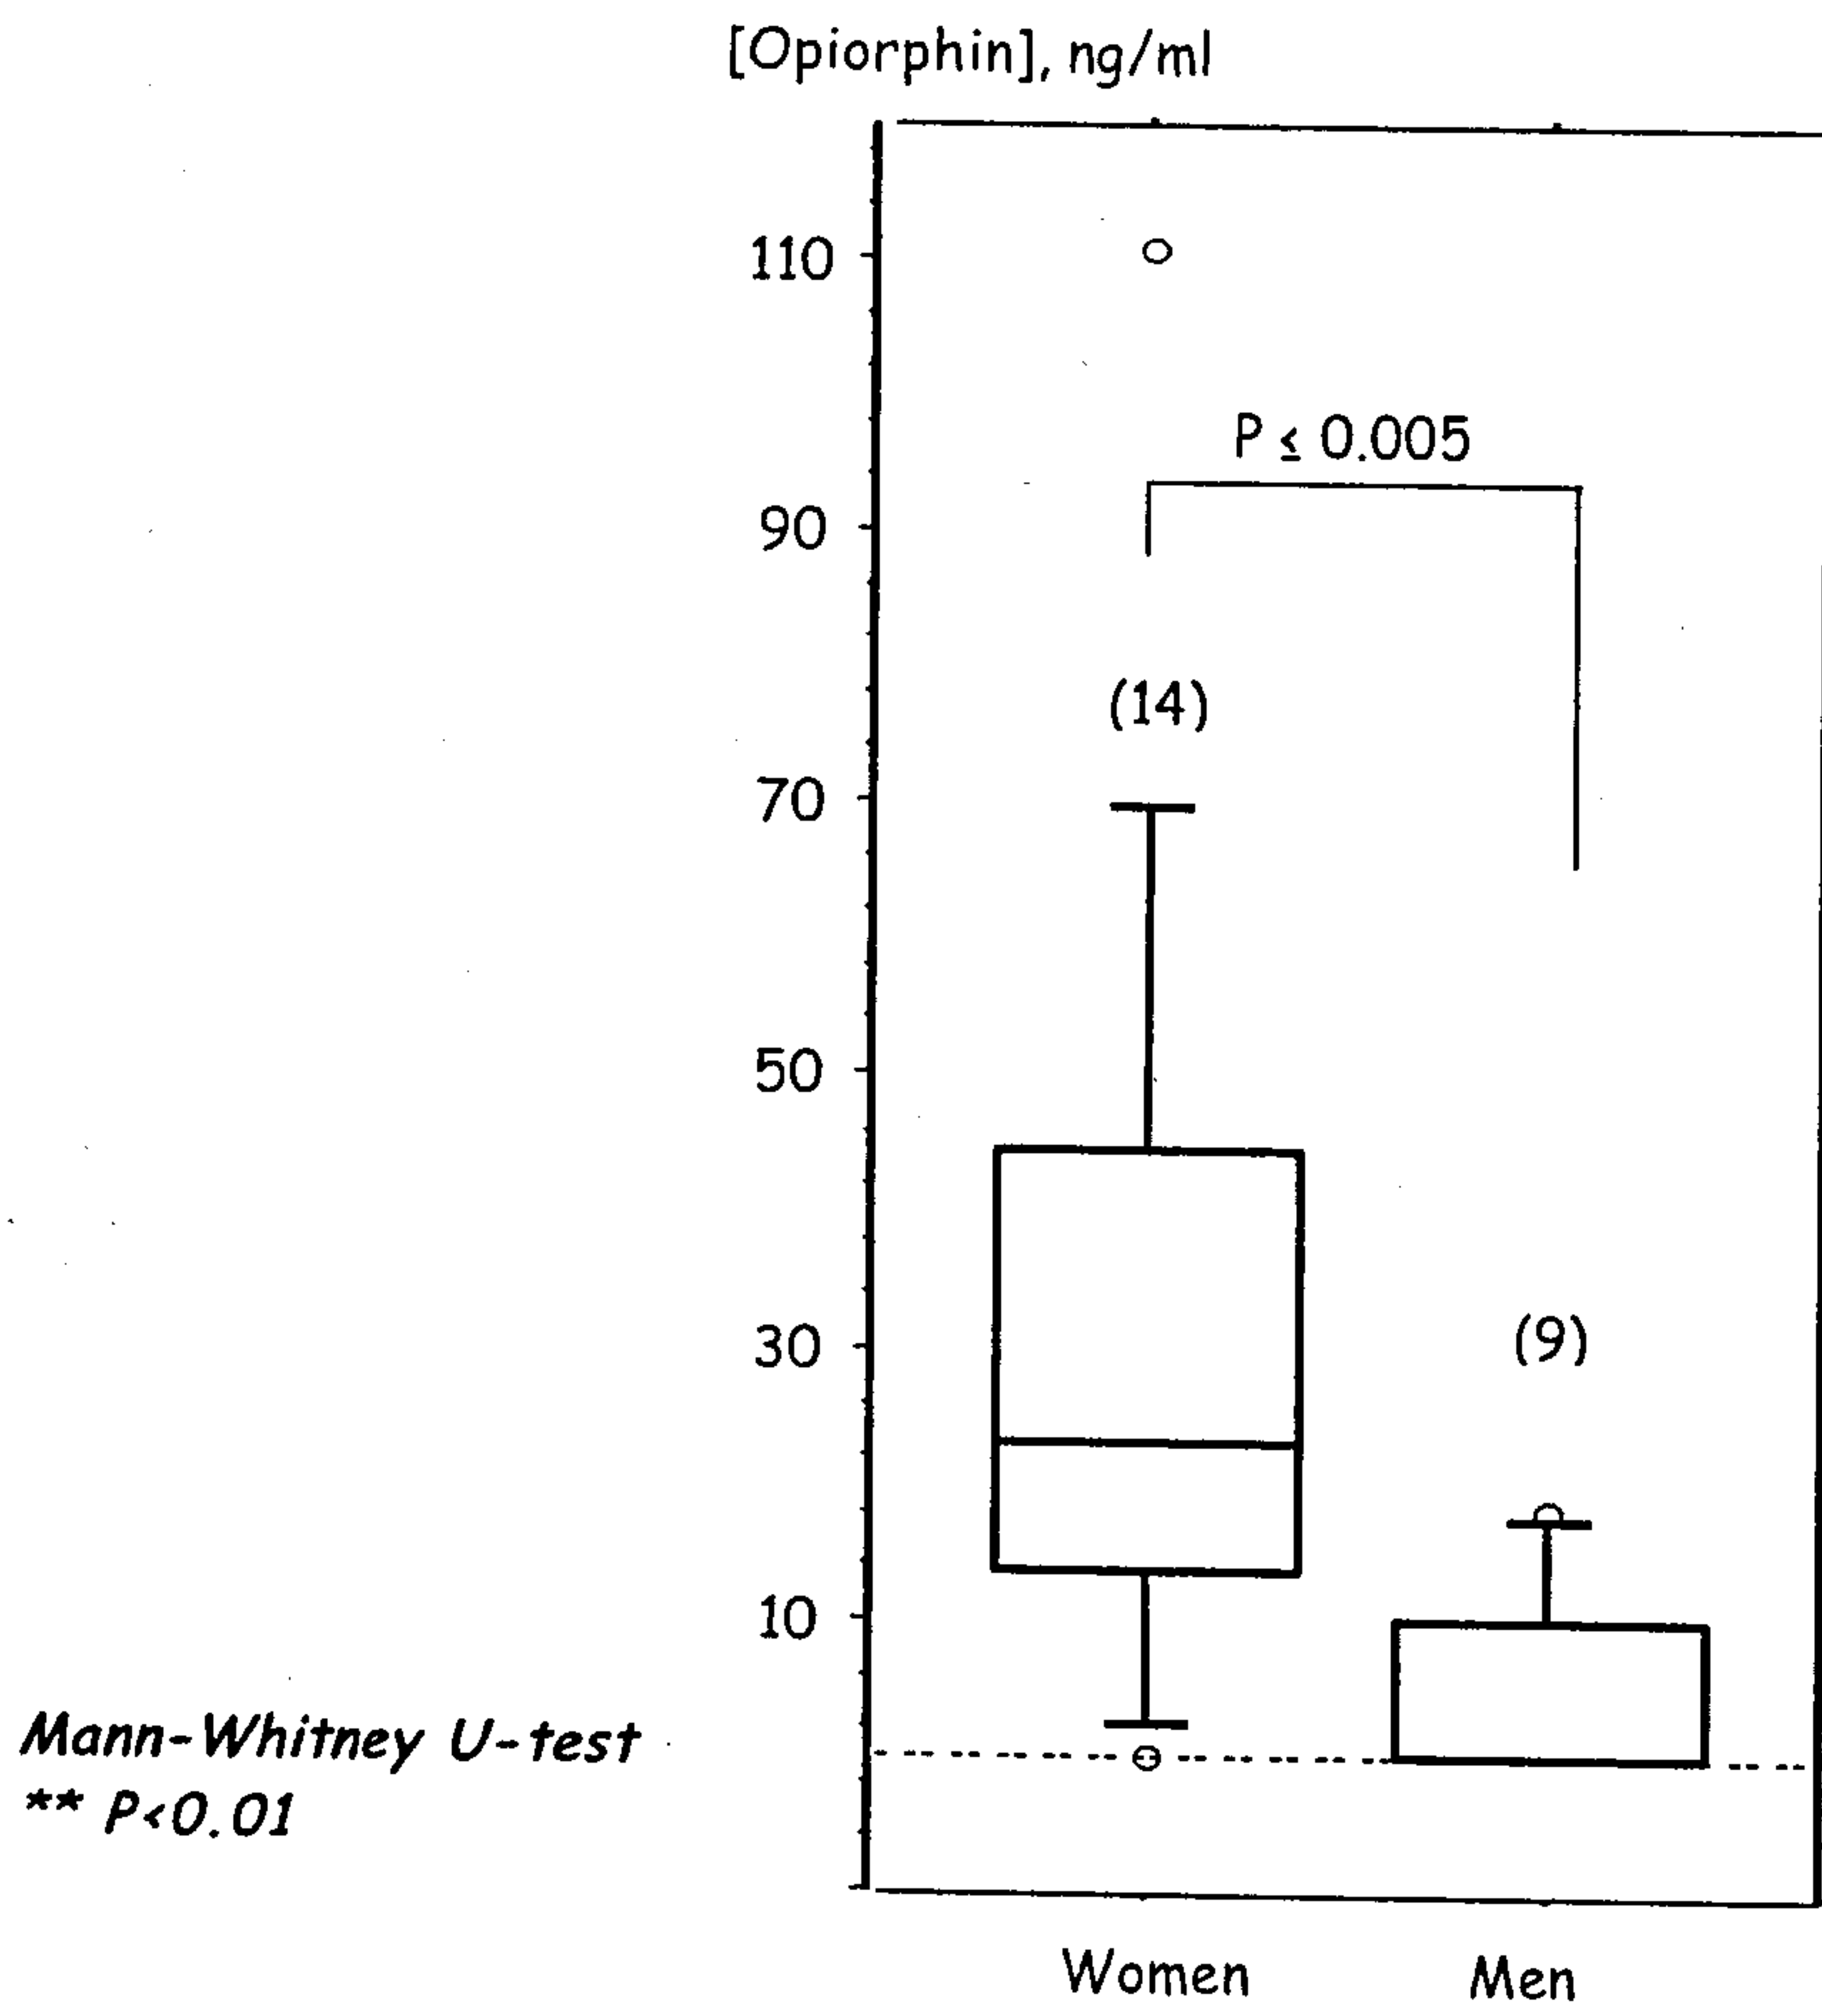 [Opiorphin], ng/ml
110
P ≤ 0.005
90
(14)
70
50
30
(9)
10
Mann-Whitney U-test
** P<0.01
Women Men